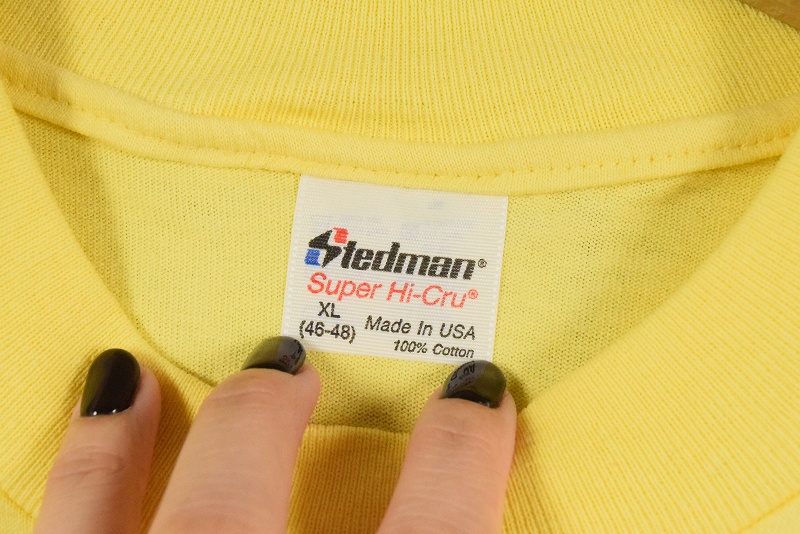 Stedman®
Super Hi-Cru®
XL
(46-48)
Made In USA
100% Cotton